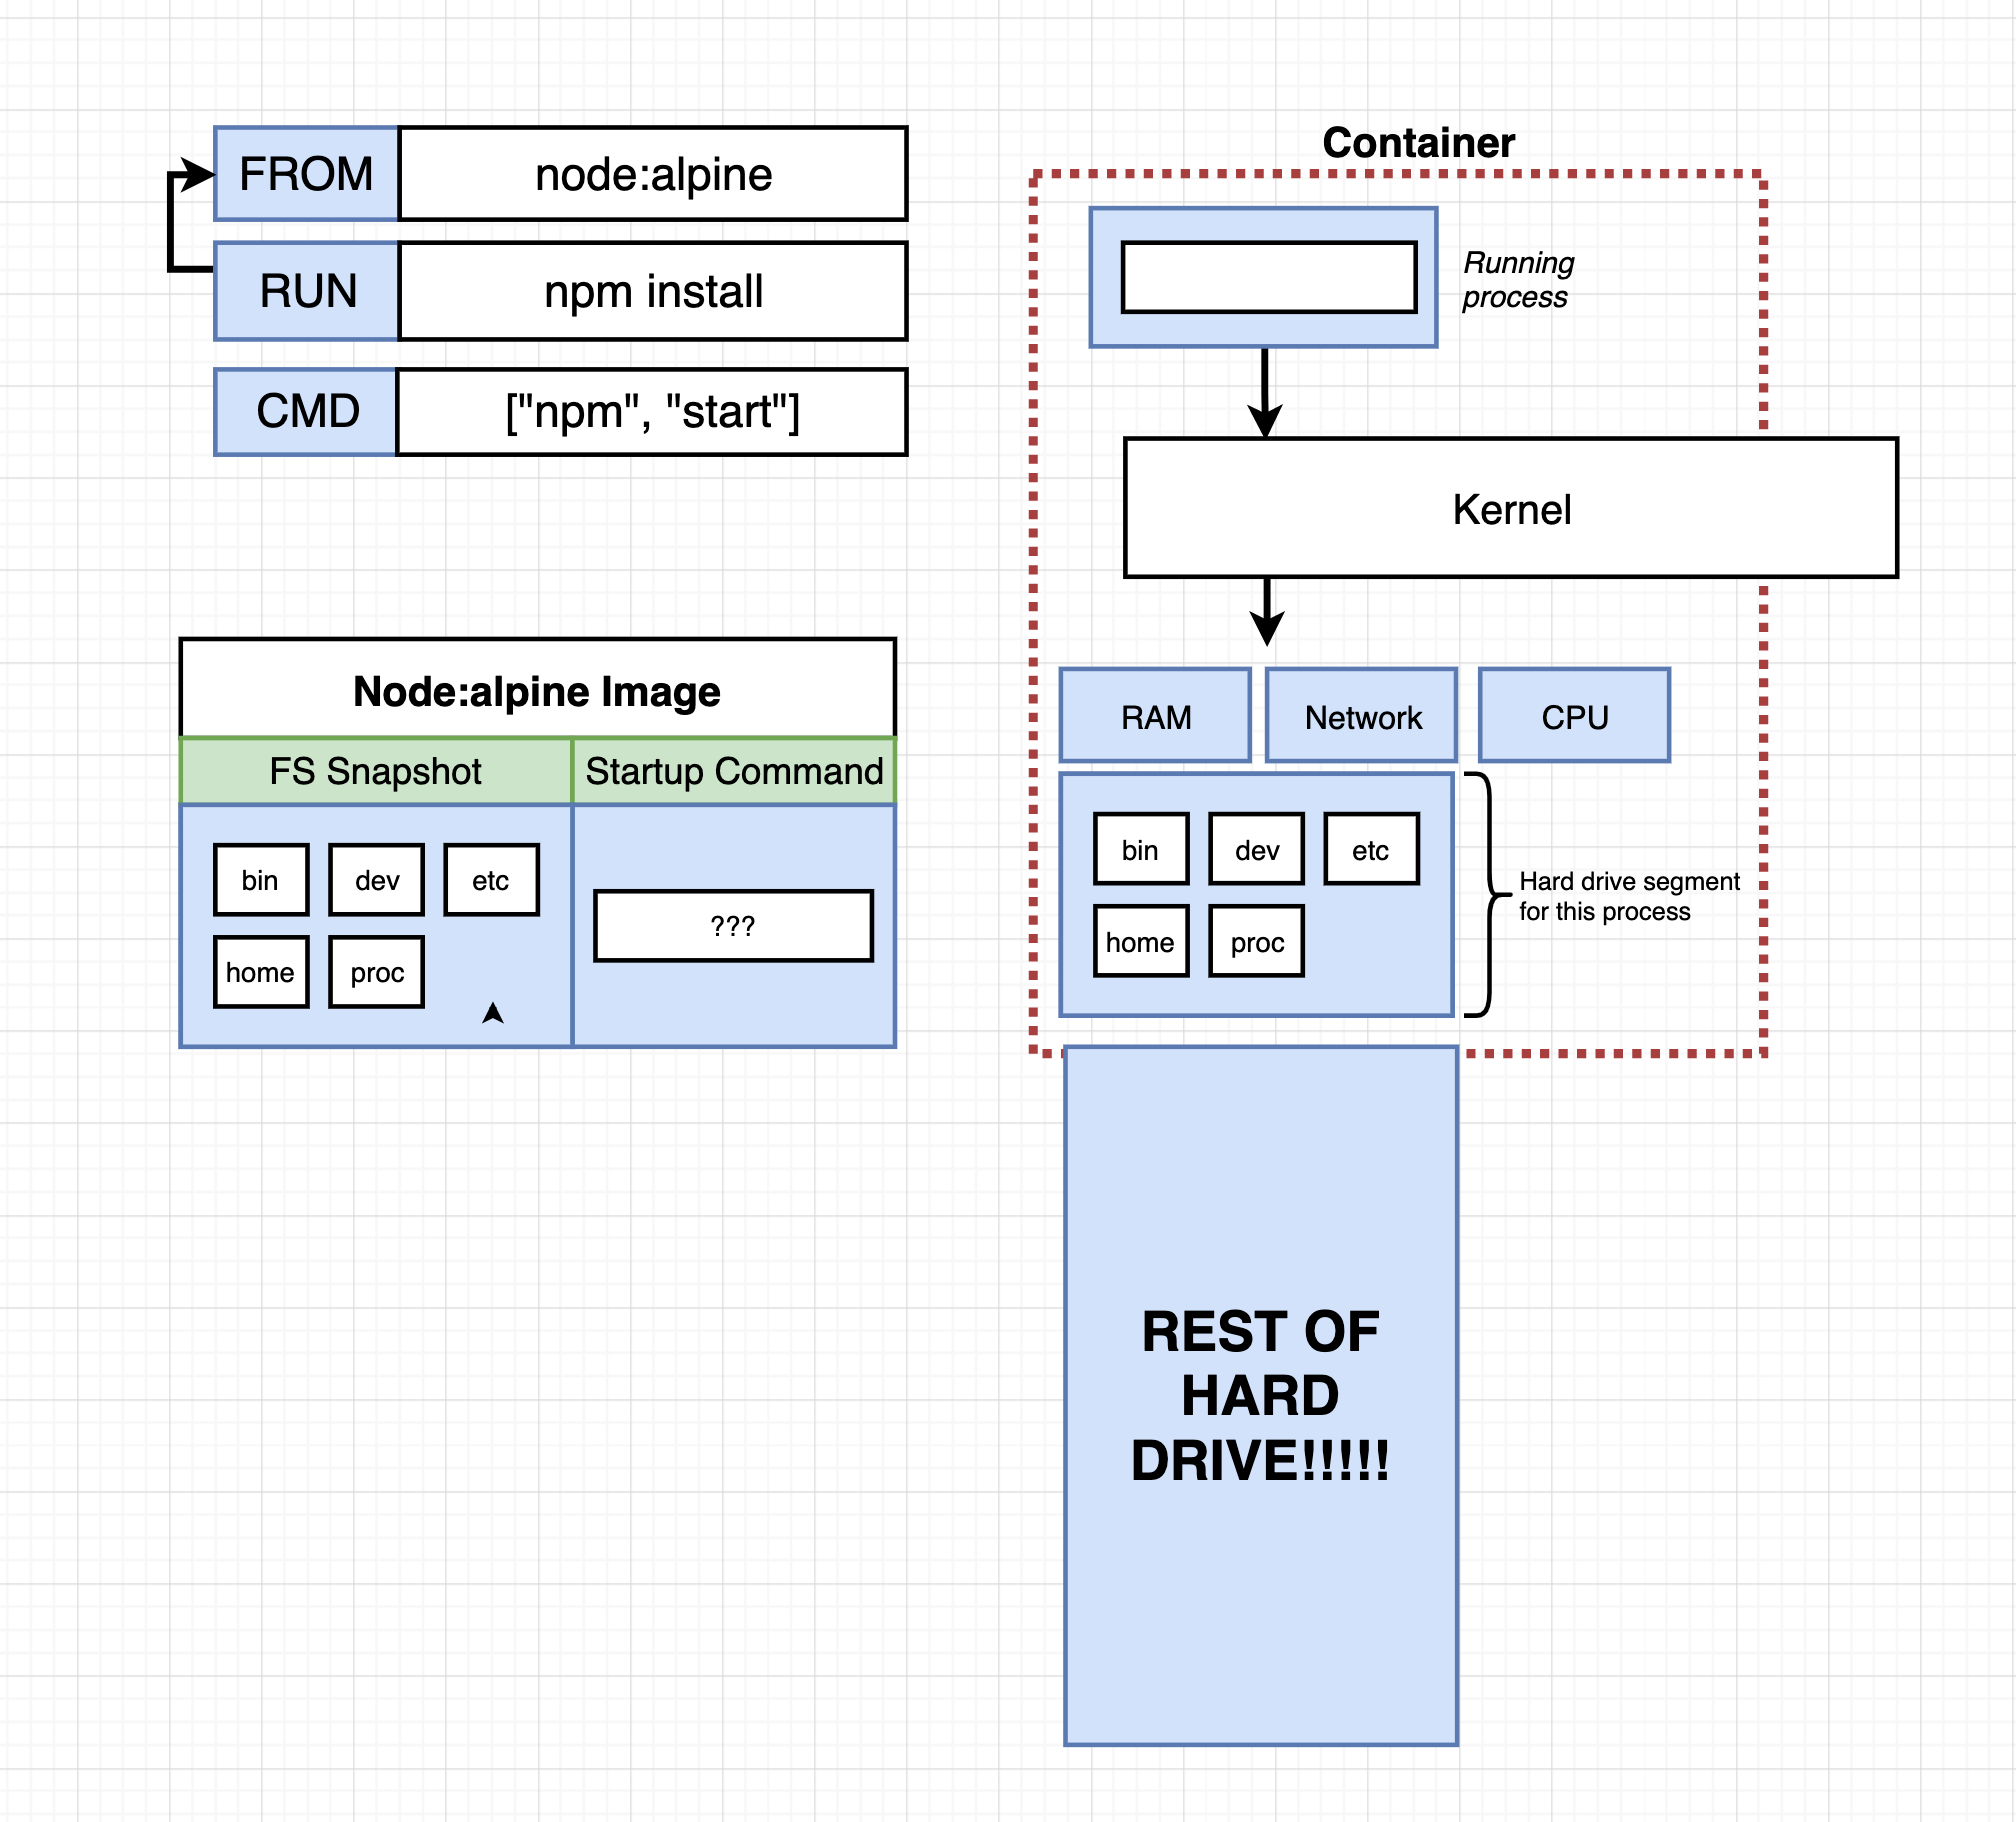 FROM node:alpine
RUN npm install
CMD ["npm", "start"]
Node:alpine Image
FS Snapshot Startup Command
bin dev etc
???
home proc
Container
Running
process
Kernel
RAM Network CPU
bin dev etc
home proc
Hard drive segment
for this process
REST OF
HARD
DRIVE!!!!!